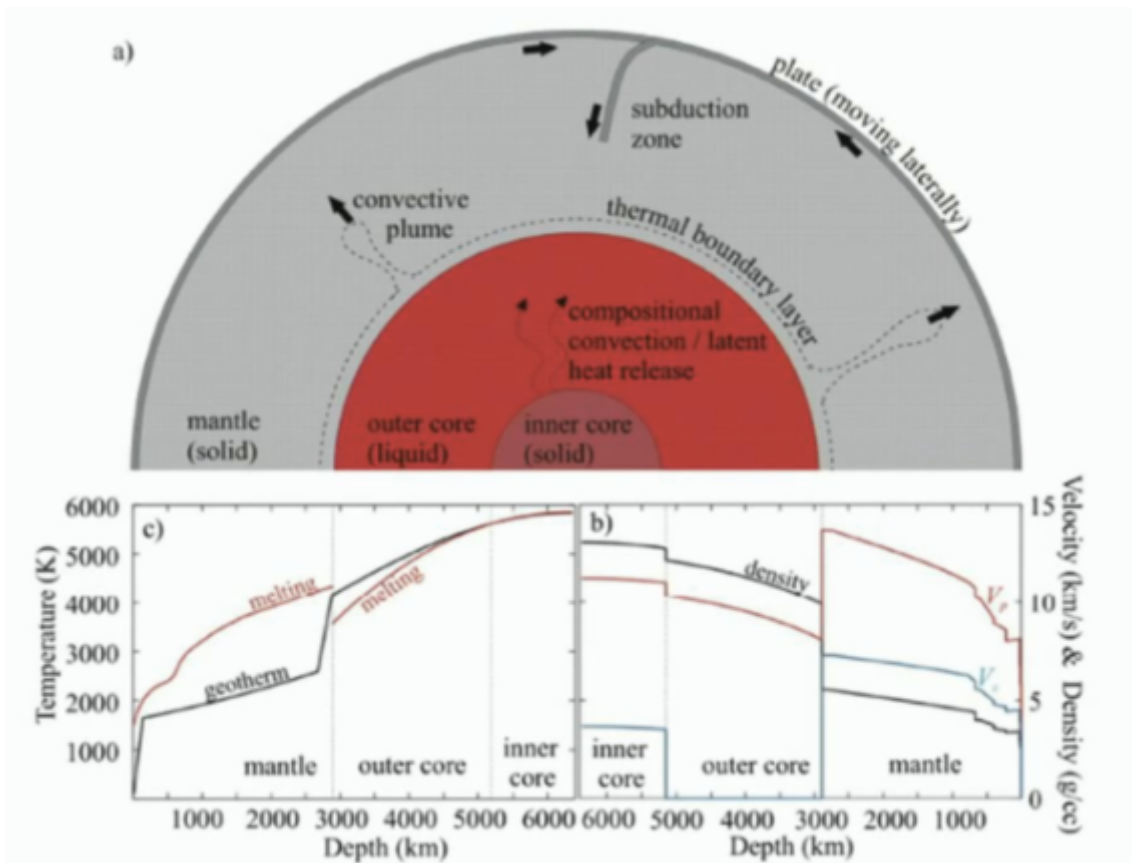 a)
subduction
zone
plate (moving laterally)
convective
plume
thermal boundary layer
compositional
convection / latent
heat release
mantle
(solid)
outer core
(liquid)
inner core
(solid)
c)
Temperature (K)
6000
5000
4000
3000
2000
1000
melting
melting
geotherm
mantle
outer core
inner
core
1000
2000
3000
4000
5000
6000
Depth (km)
b)
density
Vp
Vs
inner
core
outer core
mantle
6000
5000
4000
3000
2000
1000
Depth (km)
15
10
5
0
Velocity (km/s) & Density (g/cc)